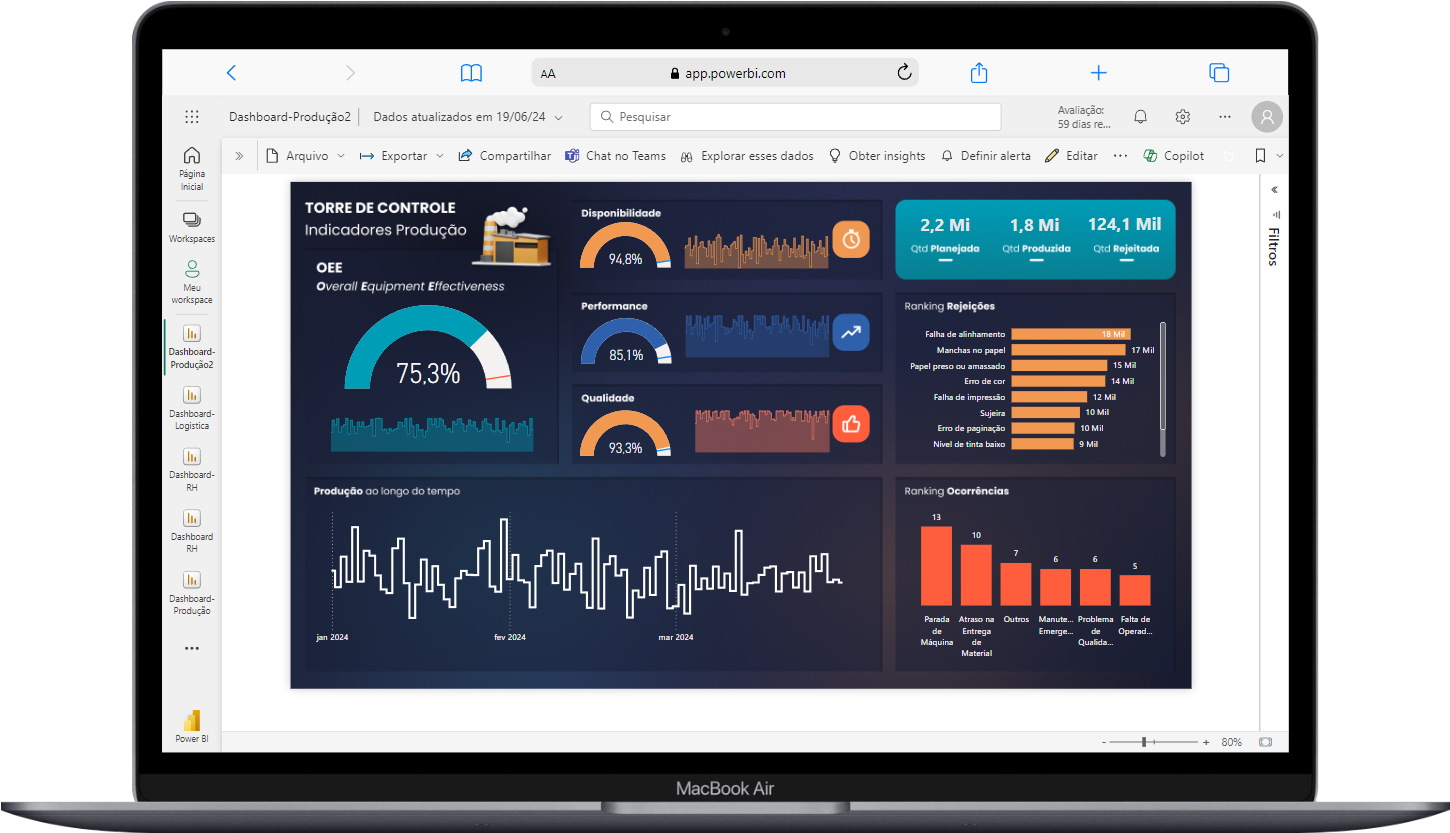 AA
app.powerbi.com
Dashboard-Produção2
Dados atualizados em 19/06/24
Pesquisar
Avaliação:
59 dias re...
Arquivo
Exportar
Compartilhar
Chat no Teams
Explorar esses dados
Obter insights
Definir alerta
Editar
Copilot
Página
Inicial
Workspaces
Meu
workspace
Dashboard-
Produção2
Dashboard-
Logistica
Dashboard-
RH
Dashboard
RH
Dashboard-
Produção
Power BI
TORRE DE CONTROLE
Indicadores Produção
OEE
Overall Equipment Effectiveness
75,3%
Disponibilidade
94,8%
Performance
85,1%
Qualidade
93,3%
2,2 Mi
Qtd Planejada
1,8 Mi
Qtd Produzida
124,1 Mil
Qtd Rejeitada
Ranking Rejeições
Falha de alinhamento 18 Mil
Manchas no papel 17 Mil
Papel preso ou amassado 15 Mil
Erro de cor 14 Mil
Falha de impressão 12 Mil
Sujeira 10 Mil
Erro de paginação 10 Mil
Nível de tinta baixo 9 Mil
Produção ao longo do tempo
jan 2024
fev 2024
mar 2024
Ranking Ocorrências
13
10
7
6
6
5
Parada
de
Máquina
Atraso na
Entrega
de
Material
Outros
Manute...
Emerge...
Problema
de
Qualida...
Falta de
Operad...
Filtros
- + 80%
MacBook Air